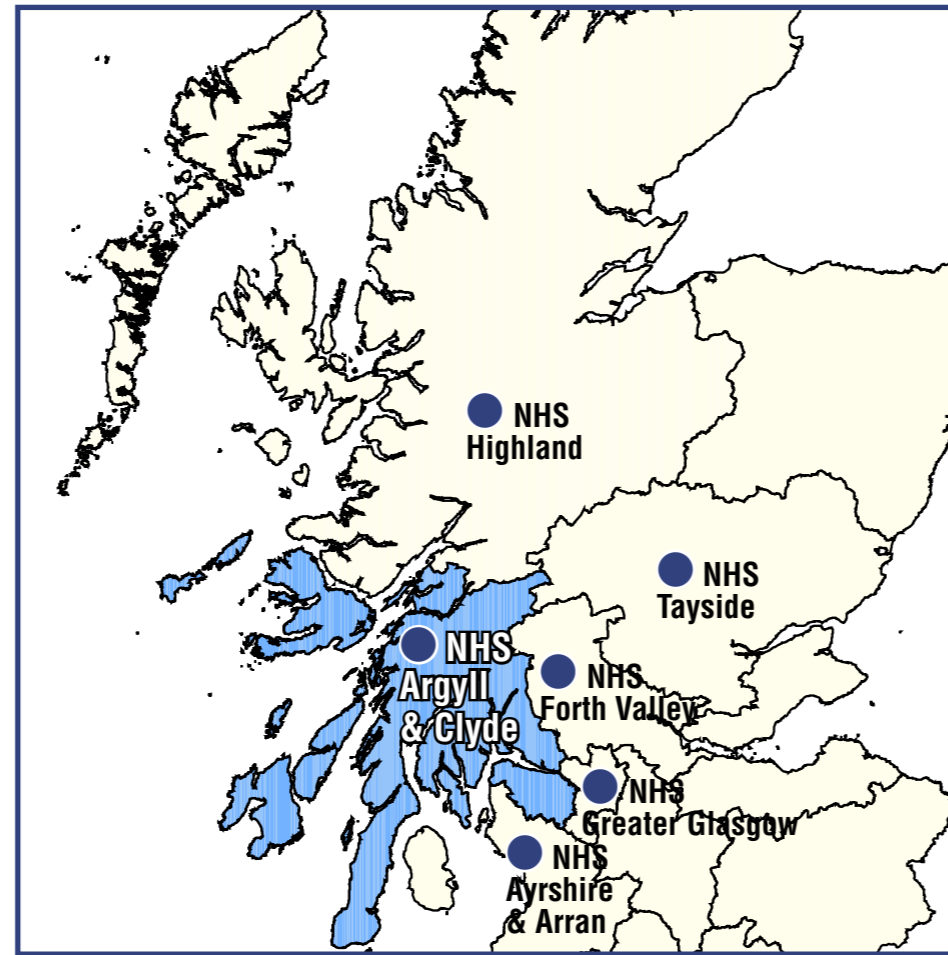 NHS
Highland
NHS
Tayside
NHS
Argyll
& Clyde
NHS
Forth Valley
NHS
Greater Glasgow
NHS
Ayrshire
& Arran